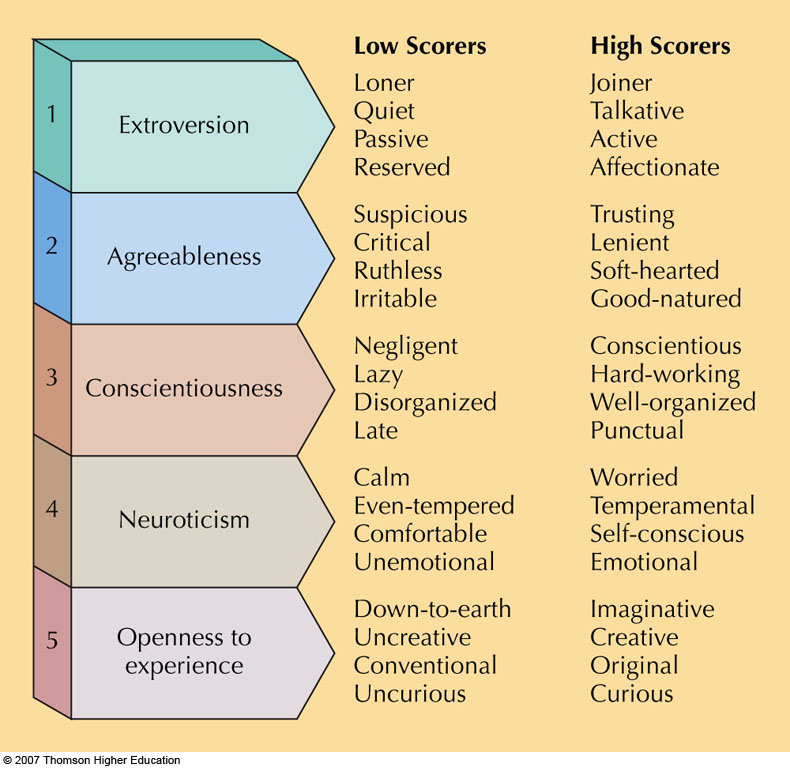 Low Scorers High Scorers
1 Extroversion
Loner Joiner
Quiet Talkative
Passive Active
Reserved Affectionate
2 Agreeableness
Suspicious Trusting
Critical Lenient
Ruthless Soft-hearted
Irritable Good-natured
3 Conscientiousness
Negligent Conscientious
Lazy Hard-working
Disorganized Well-organized
Late Punctual
4 Neuroticism
Calm Worried
Even-tempered Temperamental
Comfortable Self-conscious
Unemotional Emotional
5 Openness to
experience
Down-to-earth Imaginative
Uncreative Creative
Conventional Original
Uncurious Curious
© 2007 Thomson Higher Education